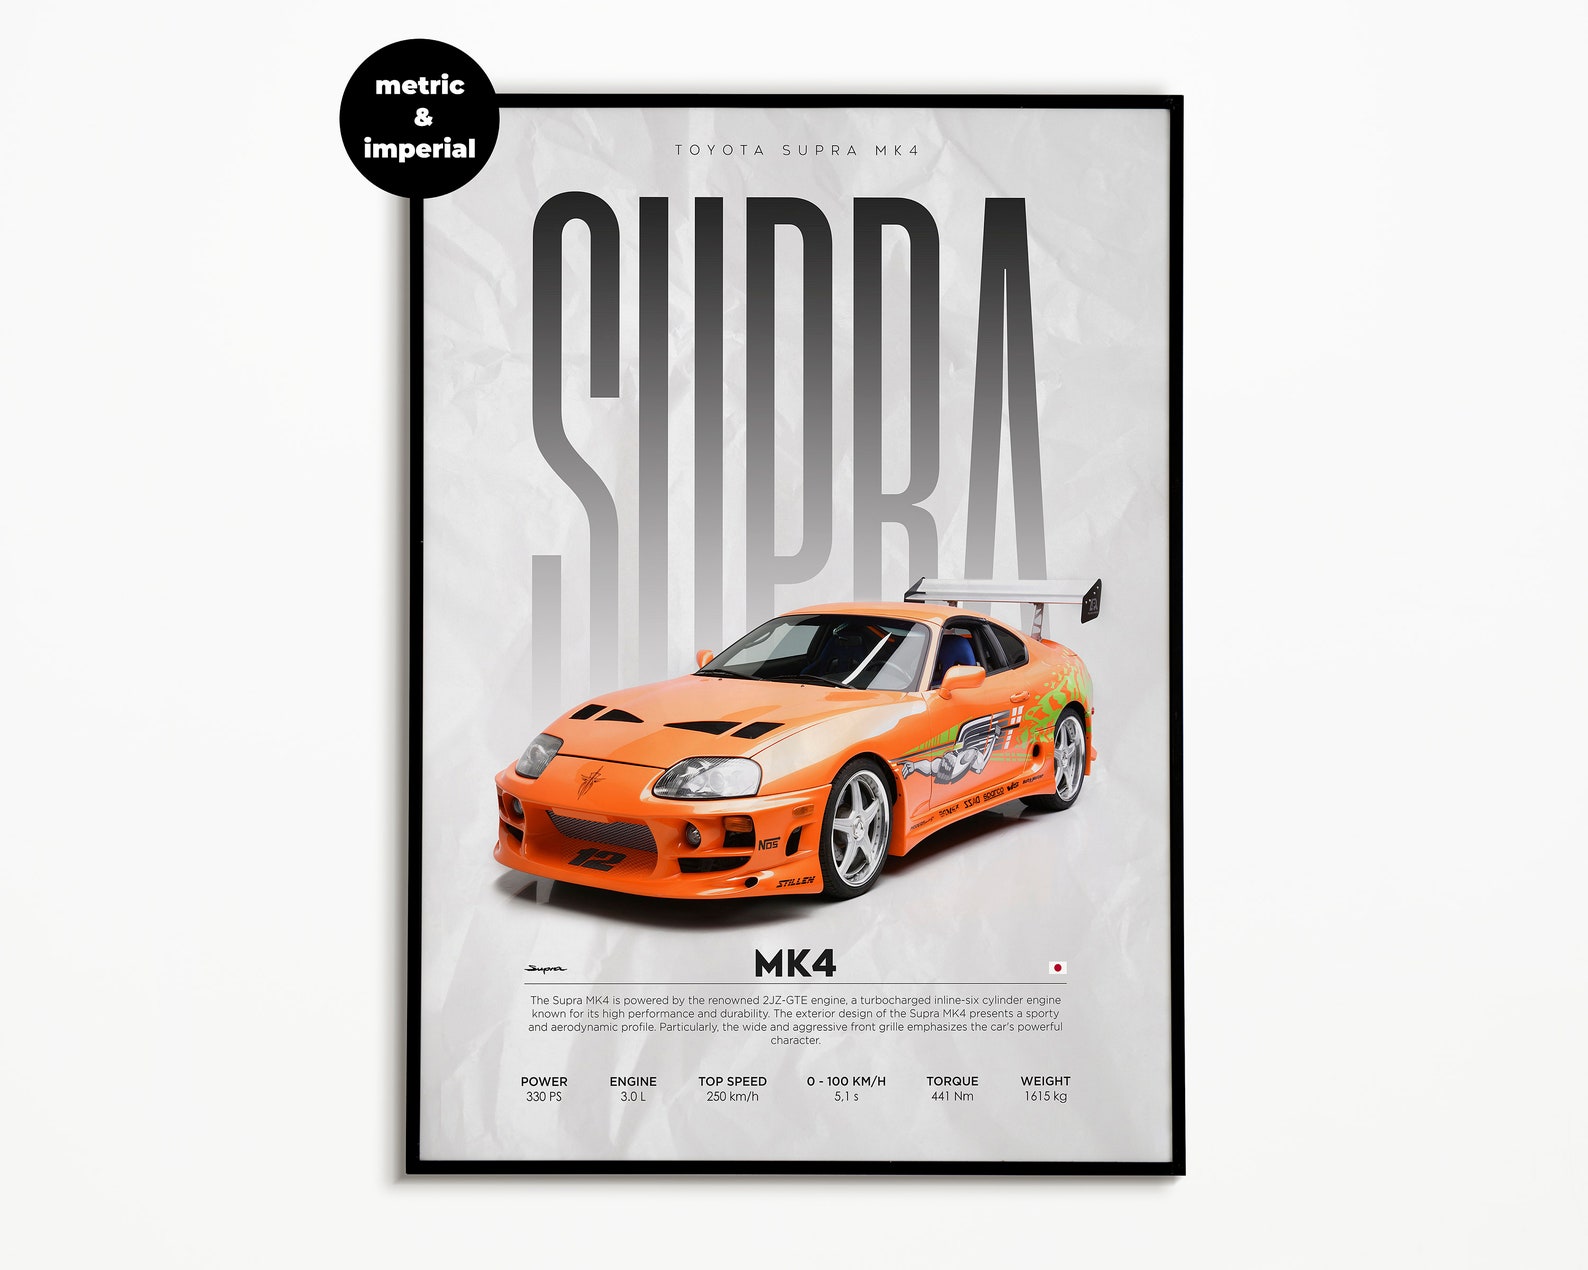 metric
&
imperial
TOYOTA SUPRA MK4
SUPRA
12
NOS
STILLEN
sparco
Supra
MK4
The Supra MK4 is powered by the renowned 2JZ-GTE engine, a turbocharged inline-six cylinder engine
known for its high performance and durability. The exterior design of the Supra MK4 presents a sporty
and aerodynamic profile. Particularly, the wide and aggressive front grille emphasizes the car's powerful
character.
POWER ENGINE TOP SPEED 0 - 100 KM/H TORQUE WEIGHT
330 PS 3.0 L 250 km/h 5,1 s 441 Nm 1615 kg